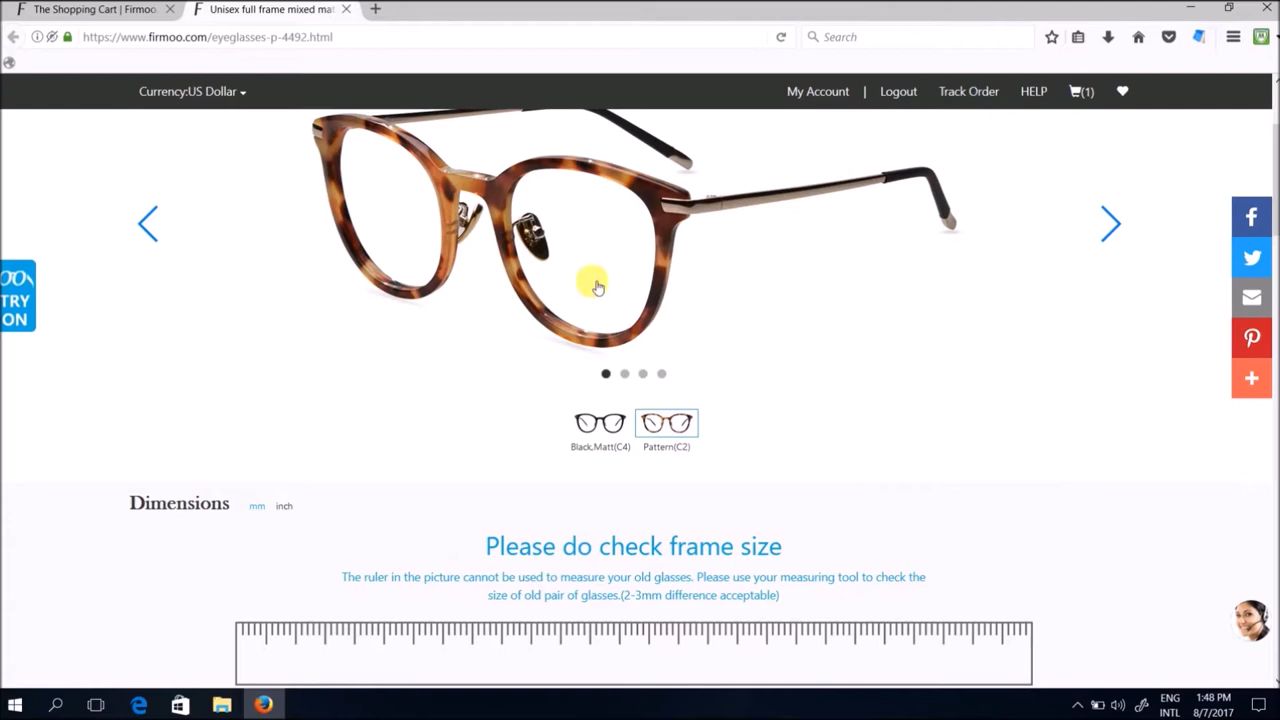 The Shopping Cart | Firmoo.
Unisex full frame mixed mat
https://www.firmoo.com/eyeglasses-p-4492.html
Search
Currency:US Dollar
My Account | Logout Track Order HELP (1)
TRY
ON
Black,Matt(C4) Pattern(C2)
Dimensions mm inch
Please do check frame size
The ruler in the picture cannot be used to measure your old glasses. Please use your measuring tool to check the
size of old pair of glasses.(2-3mm difference acceptable)
ENG 1:48 PM
INTL 8/7/2017